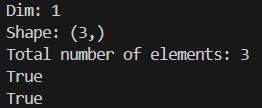 Dim: 1
Shape: (3,)
Total number of elements: 3
True
True